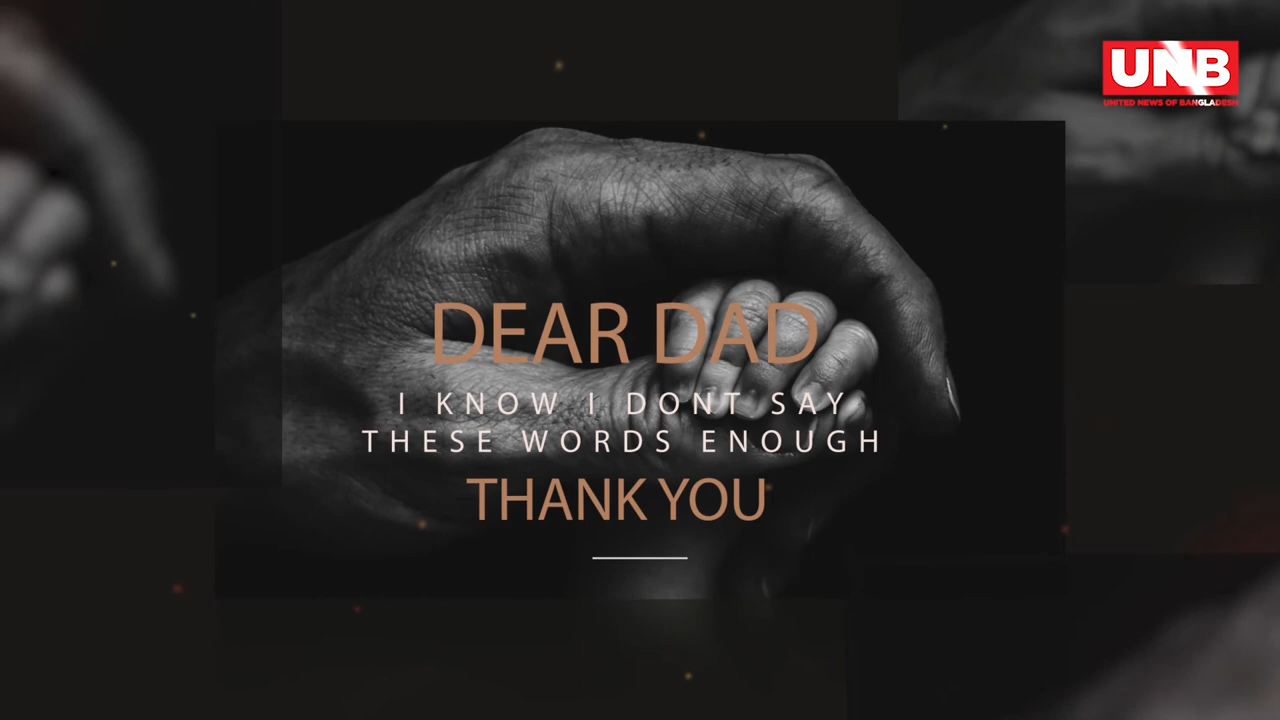 UNB
UNITED NEWS OF BANGLADESH
DEAR DAD
I KNOW I DONT SAY
THESE WORDS ENOUGH
THANK YOU